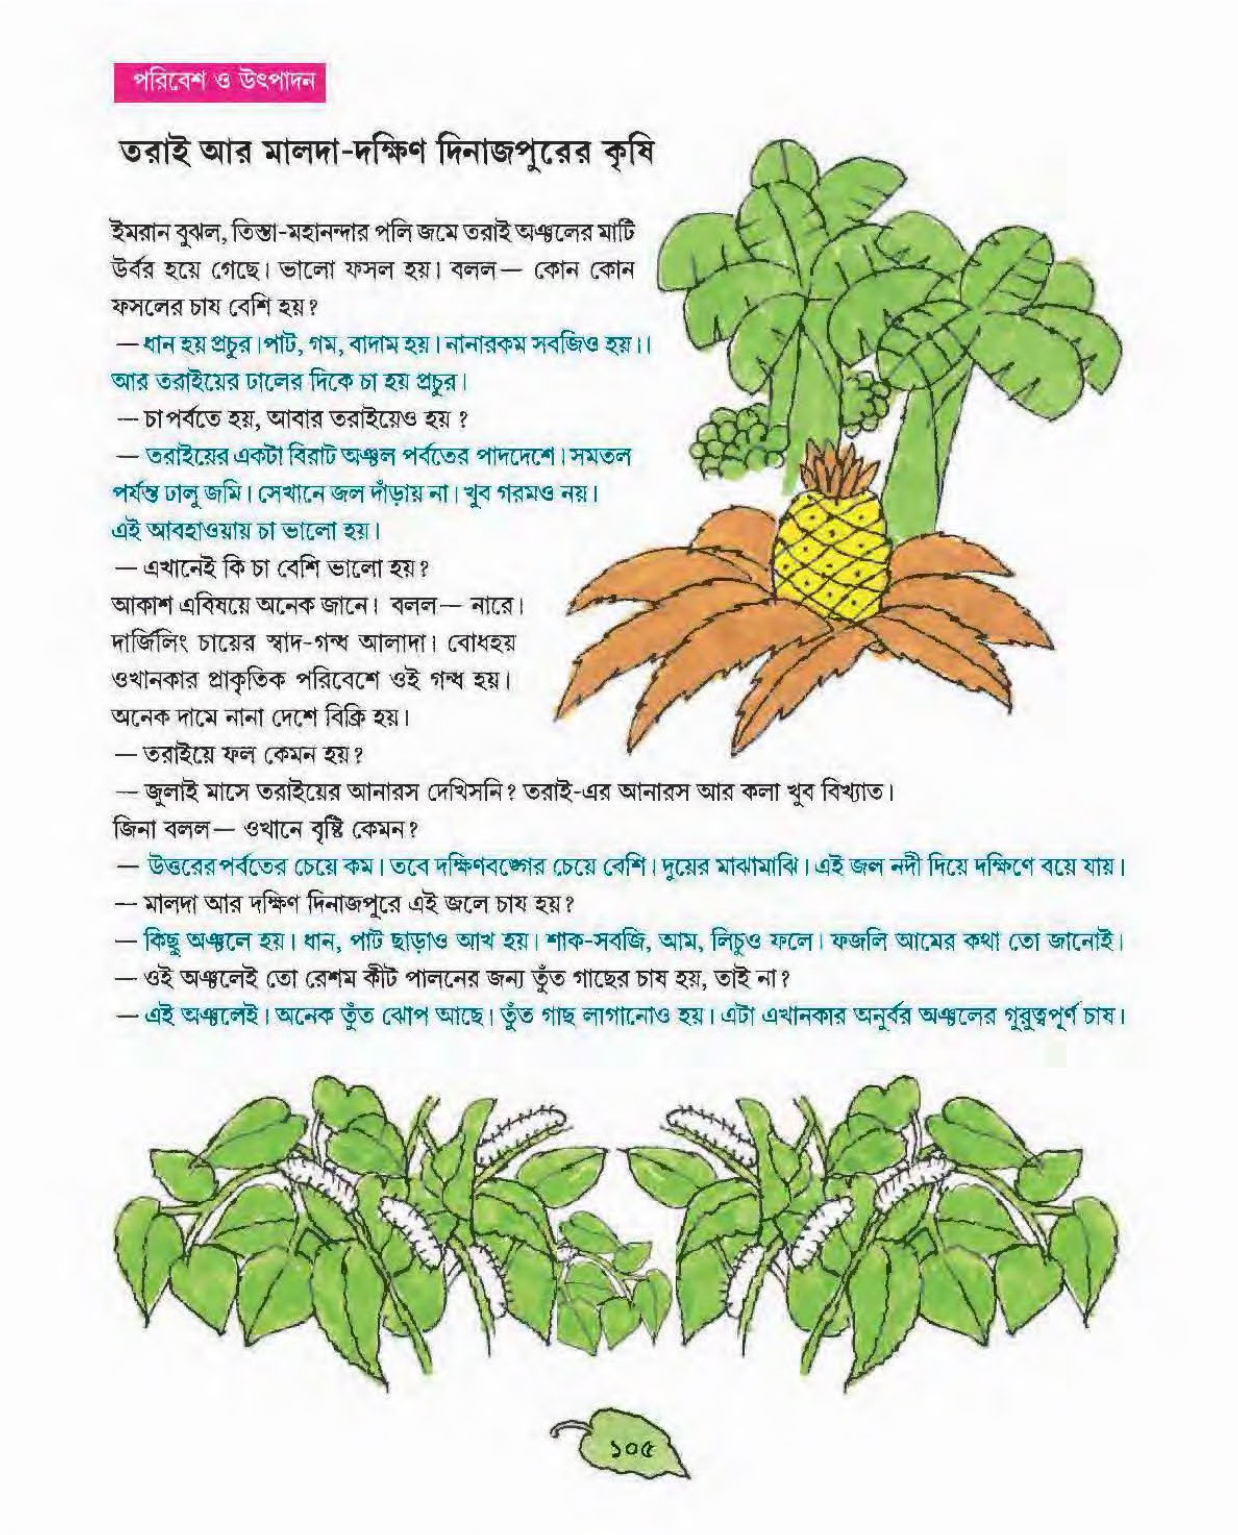 পরিবেশ ও উৎপাদন
তরাই আর মালদা-দক্ষিণ দিনাজপুরের কৃষি
ইমরান বুঝল, তিস্তা-মহানন্দার পলি জমে তরাই অঞ্চলের মাটি
উর্বর হয়ে গেছে। ভালো ফসল হয়। বলল— কোন কোন
ফসলের চাষ বেশি হয়?
— ধান হয় প্রচুর।পাট, গম, বাদাম হয়। নানারকম সবজিও হয়।।
আর তরাইয়ের ঢালের দিকে চা হয় প্রচুর।
— চা পর্বতে হয়, আবার তরাইয়েও হয় ?
— তরাইয়ের একটা বিরাট অঞ্চল পর্বতের পাদদেশে। সমতল
পর্যন্ত ঢালু জমি। সেখানে জল দাঁড়ায় না। খুব গরমও নয়।
এই আবহাওয়ায় চা ভালো হয়।
— এখানেই কি চা বেশি ভালো হয়?
আকাশ এবিষয়ে অনেক জানে। বলল— নারে।
দার্জিলিং চায়ের স্বাদ-গন্ধ আলাদা। বোধহয়
ওখানকার প্রাকৃতিক পরিবেশে ওই গন্ধ হয়।
অনেক দামে নানা দেশে বিক্রি হয়।
— তরাইয়ে ফল কেমন হয়?
— জুলাই মাসে তরাইয়ের আনারস দেখিসনি? তরাই-এর আনারস আর কলা খুব বিখ্যাত।
জিনা বলল— ওখানে বৃষ্টি কেমন?
— উত্তরের পর্বতের চেয়ে কম। তবে দক্ষিণবঙ্গের চেয়ে বেশি। দুয়ের মাঝামাঝি। এই জল নদী দিয়ে দক্ষিণে বয়ে যায়।
— মালদা আর দক্ষিণ দিনাজপুরে এই জলে চাষ হয়?
— কিছু অঞ্চলে হয়। ধান, পাট ছাড়াও আখ হয়। শাক-সবজি, আম, লিচুও ফলে। ফজলি আমের কথা তো জানোই।
— ওই অঞ্চলেই তো রেশম কীট পালনের জন্য তুঁত গাছের চাষ হয়, তাই না?
— এই অঞ্চলেই। অনেক তুঁত ঝোপ আছে। তুঁত গাছ লাগানোও হয়। এটা এখানকার অনুর্বর অঞ্চলের গুরুত্বপূর্ণ চাষ।
১০৫